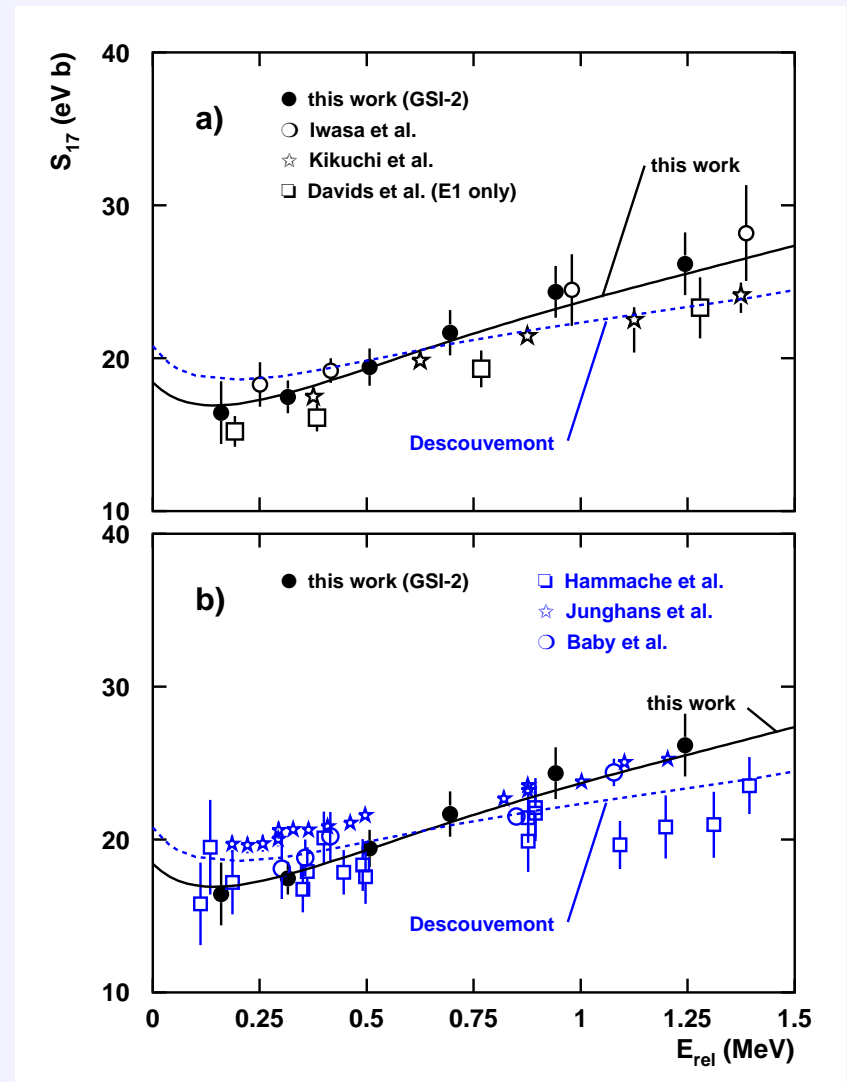 40
30
20
10
S17 (eV b)
a)
this work (GSI-2)
Iwasa et al.
Kikuchi et al.
Davids et al. (E1 only)
this work
Descouvemont
40
30
20
10
b)
this work (GSI-2)
Hammache et al.
Junghans et al.
Baby et al.
this work
Descouvemont
0 0.25 0.5 0.75 1 1.25 1.5
Erel (MeV)